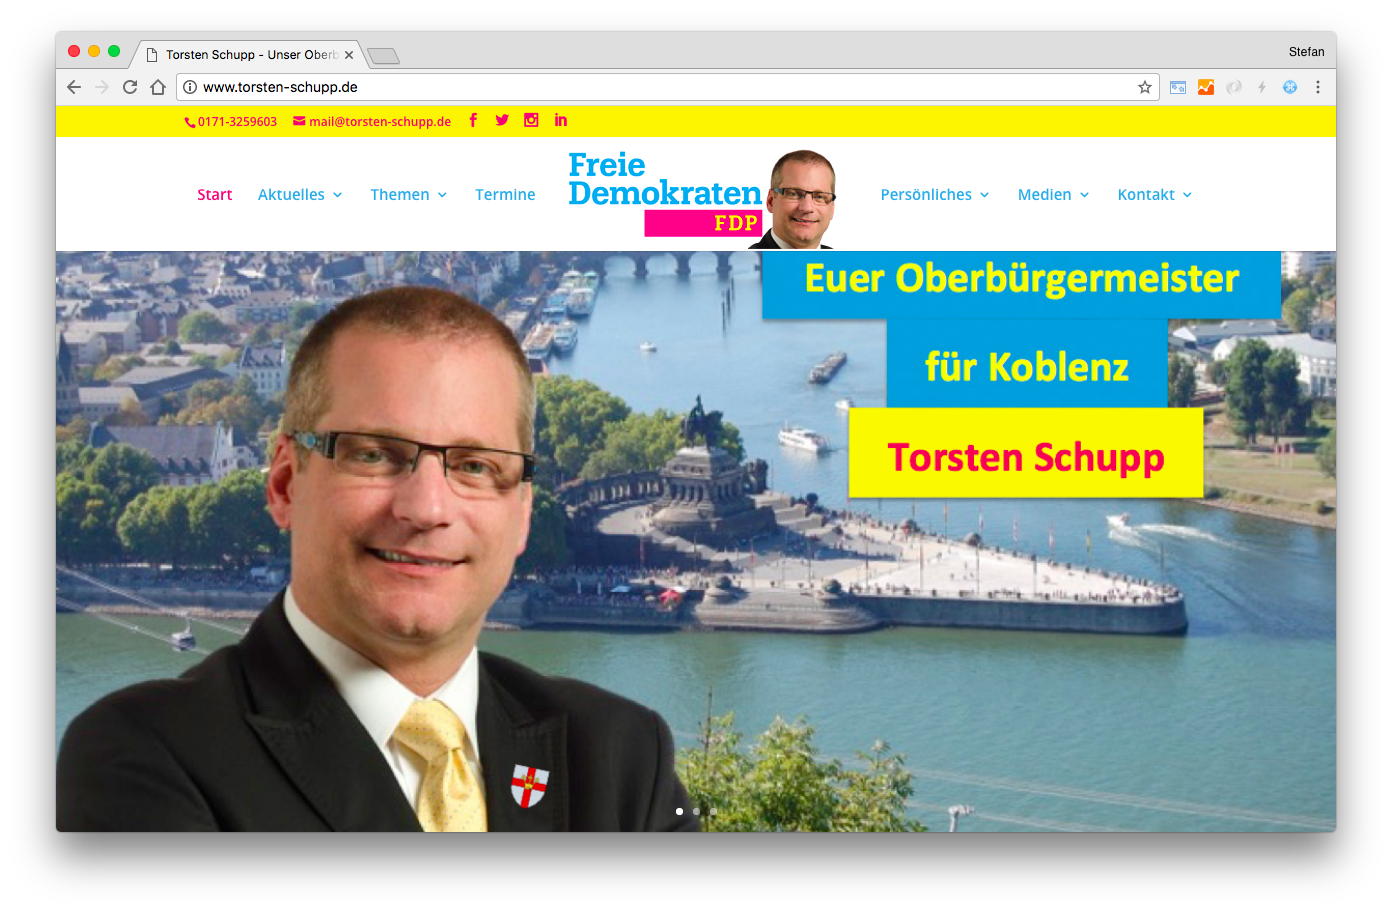 Torsten Schupp - Unser Oberb
Stefan
www.torsten-schupp.de
0171-3259603 mail@torsten-schupp.de
Start Aktuelles Themen Termine
Freie
Demokraten
FDP
Persönliches Medien Kontakt
Euer Oberbürgermeister
für Koblenz
Torsten Schupp